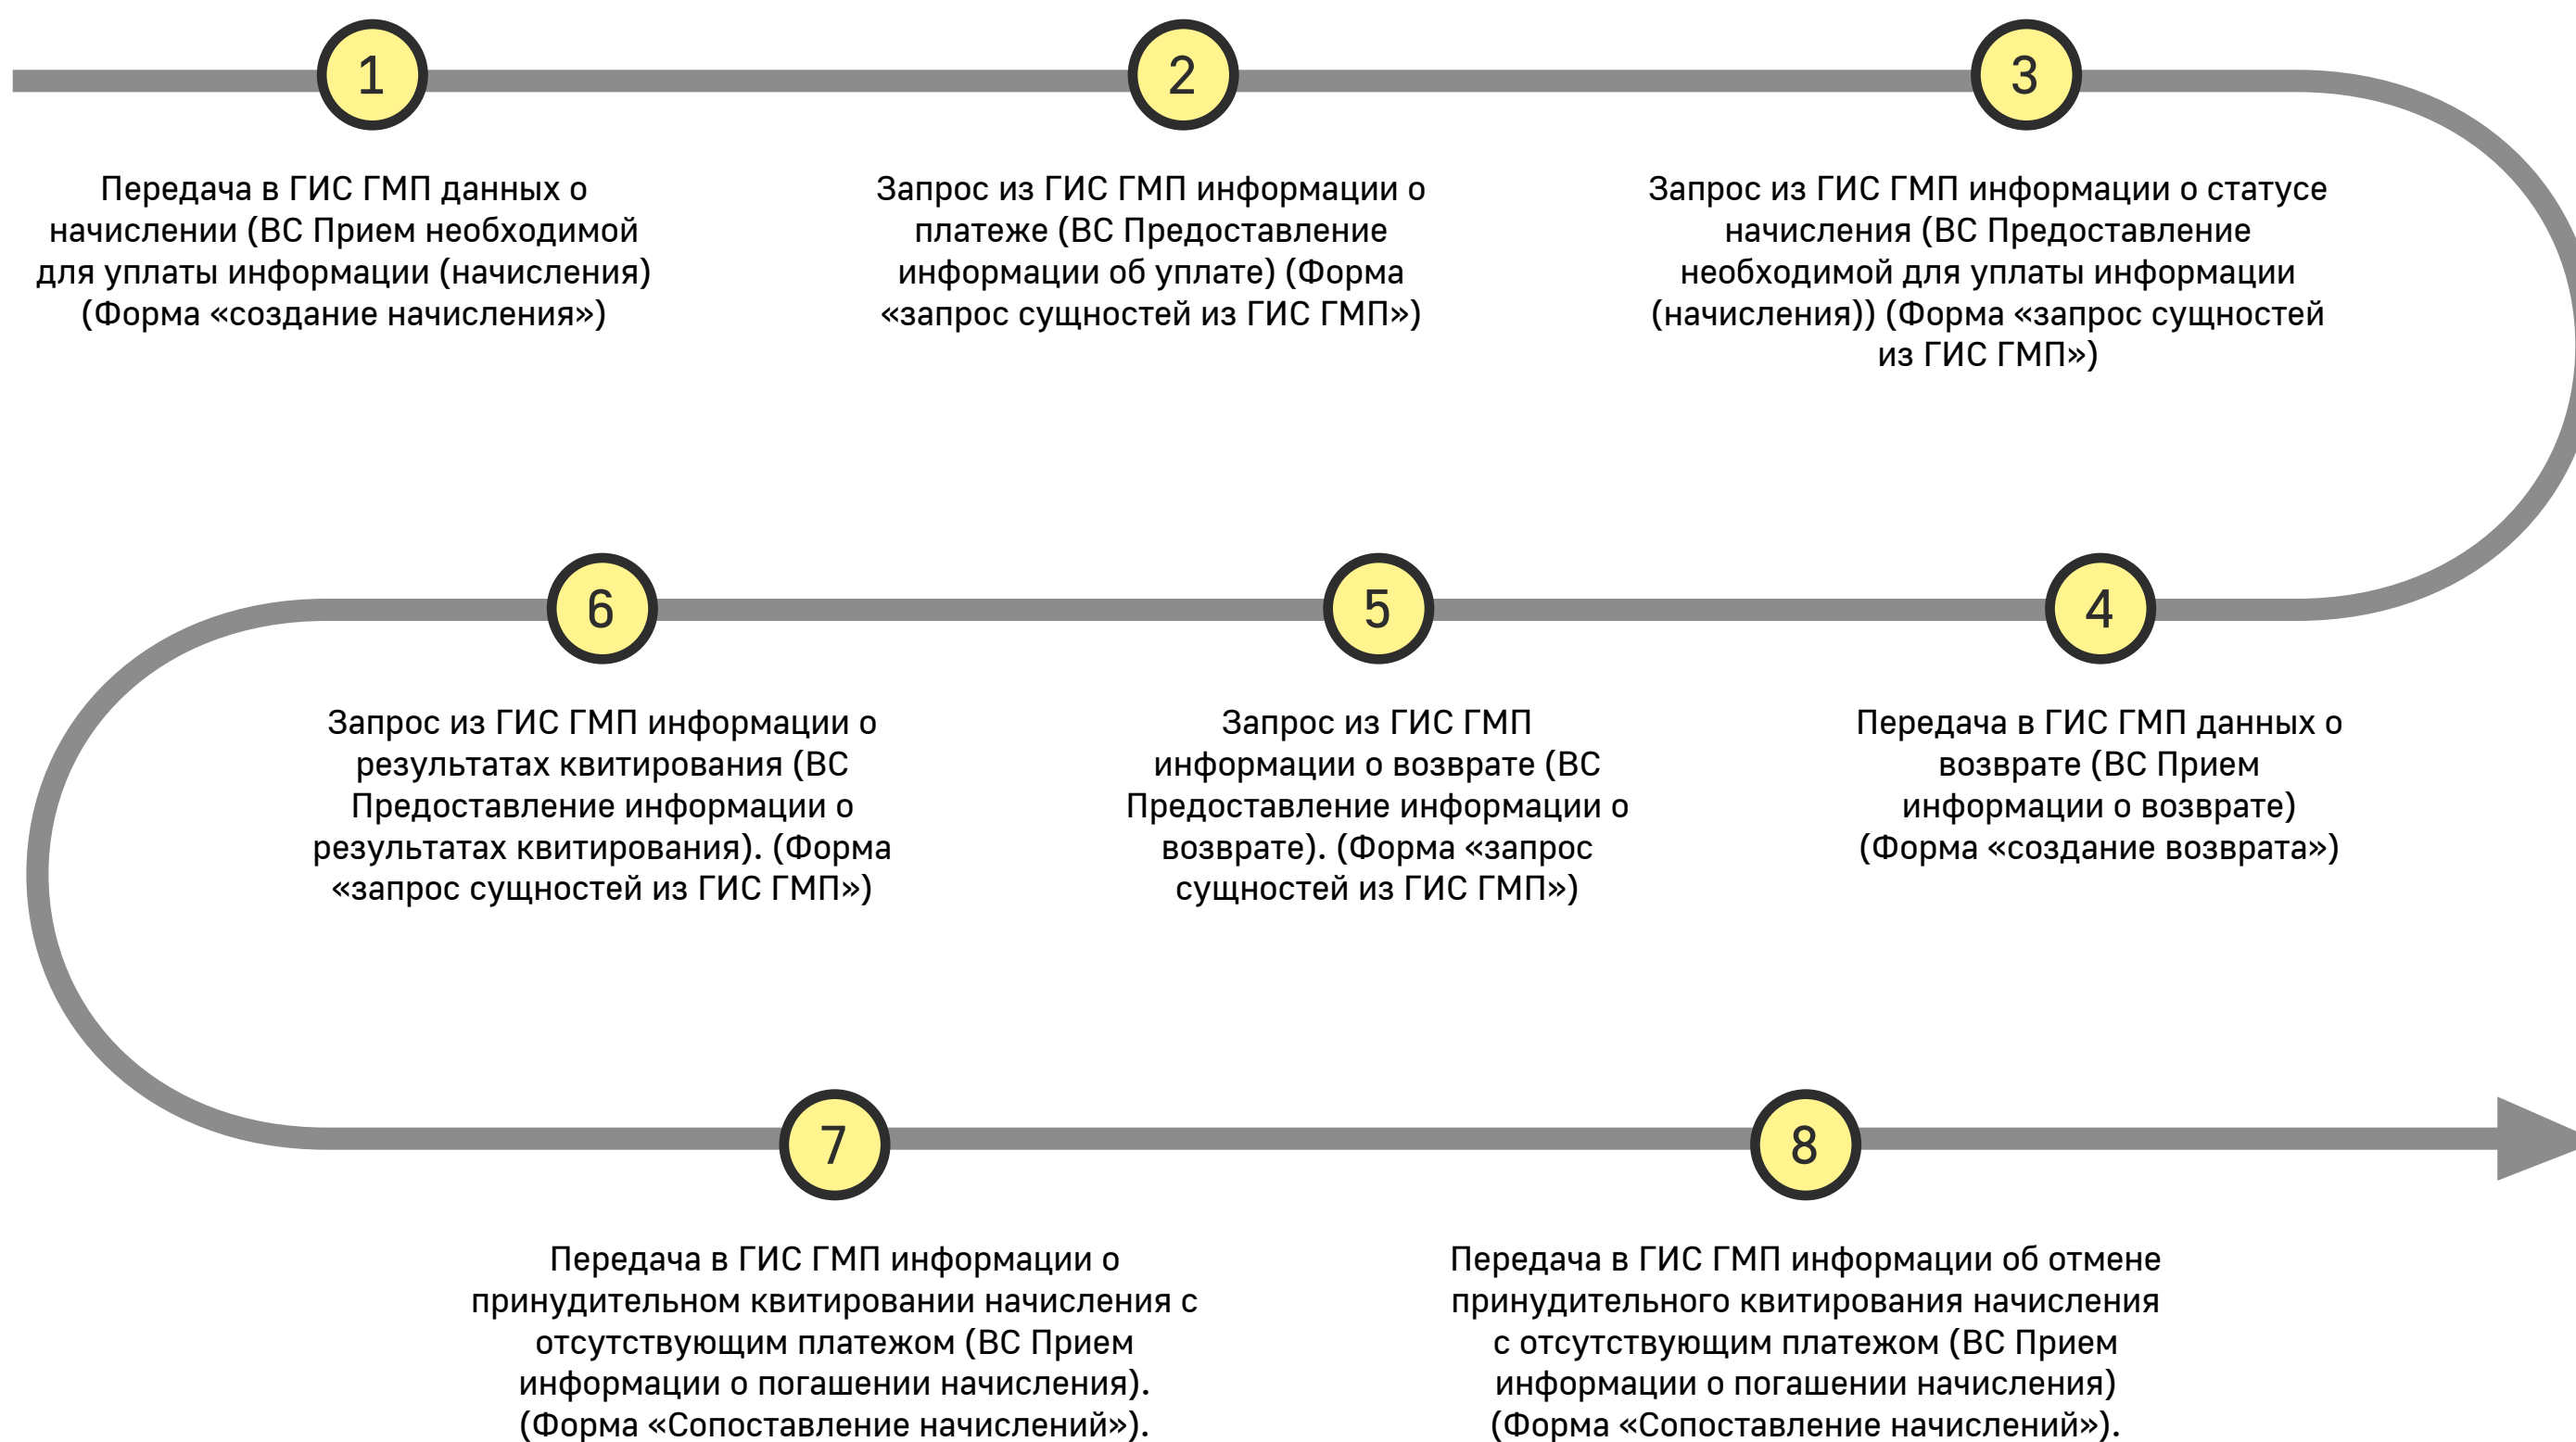 1
Передача в ГИС ГМП данных о
начислении (ВС Прием необходимой
для уплаты информации (начисления)
(Форма «создание начисления»)
2
Запрос из ГИС ГМП информации о
платеже (ВС Предоставление
информации об уплате) (Форма
«запрос сущностей из ГИС ГМП»)
3
Запрос из ГИС ГМП информации о статусе
начисления (ВС Предоставление
необходимой для уплаты информации
(начисления)) (Форма «запрос сущностей
из ГИС ГМП»)
4
Передача в ГИС ГМП данных о
возврате (ВС Прием
информации о возврате)
(Форма «создание возврата»)
5
Запрос из ГИС ГМП
информации о возврате (ВС
Предоставление информации о
возврате). (Форма «запрос
сущностей из ГИС ГМП»)
6
Запрос из ГИС ГМП информации о
результатах квитирования (ВС
Предоставление информации о
результатах квитирования). (Форма
«запрос сущностей из ГИС ГМП»)
7
Передача в ГИС ГМП информации о
принудительном квитировании начисления с
отсутствующим платежом (ВС Прием
информации о погашении начисления).
(Форма «Сопоставление начислений»).
8
Передача в ГИС ГМП информации об отмене
принудительного квитирования начисления
с отсутствующим платежом (ВС Прием
информации о погашении начисления)
(Форма «Сопоставление начислений»).